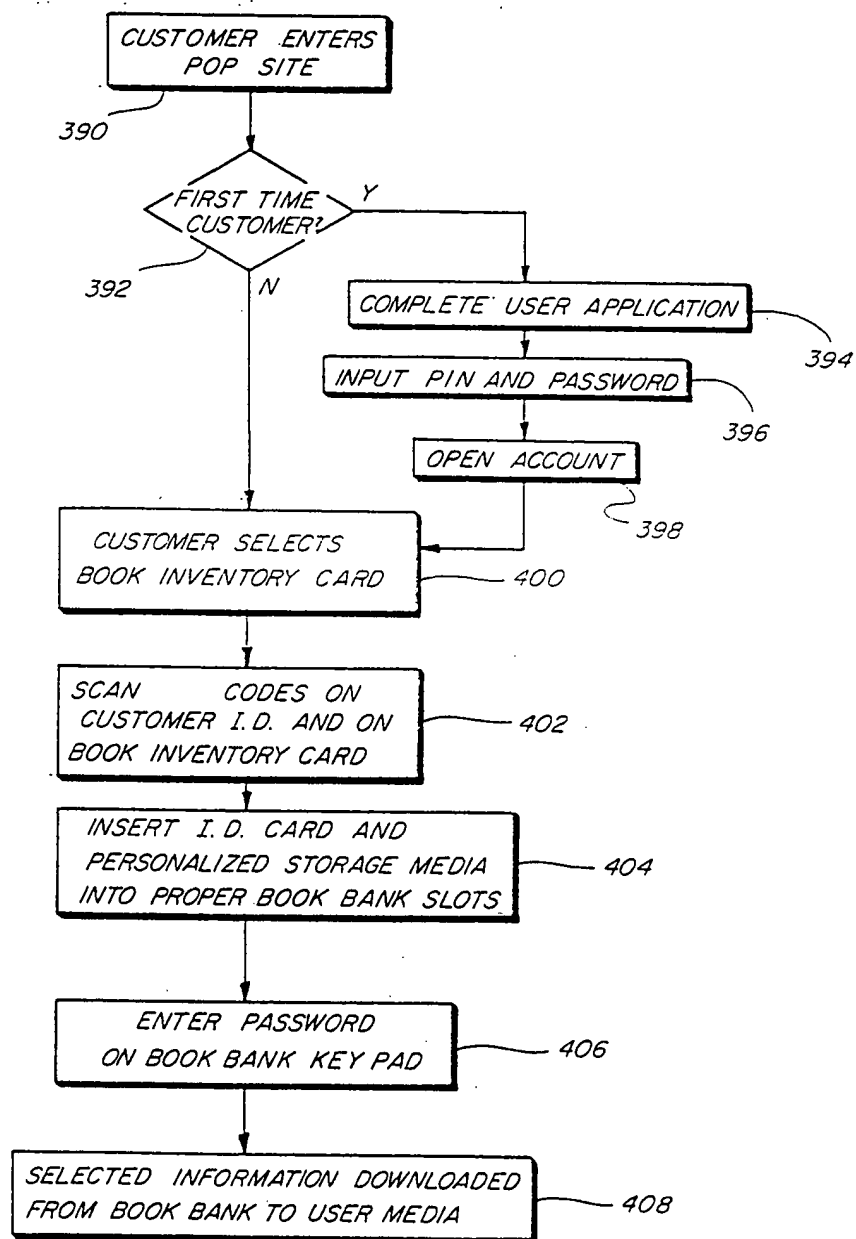 CUSTOMER ENTERS
POP SITE
390
FIRST TIME
CUSTOMER?
Y
392
N
COMPLETE USER APPLICATION
394
INPUT PIN AND PASSWORD
396
OPEN ACCOUNT
398
CUSTOMER SELECTS
BOOK INVENTORY CARD
400
SCAN CODES ON
CUSTOMER I.D. AND ON
BOOK INVENTORY CARD
402
INSERT I.D. CARD AND
PERSONALIZED STORAGE MEDIA
INTO PROPER BOOK BANK SLOTS
404
ENTER PASSWORD
ON BOOK BANK KEY PAD
406
SELECTED INFORMATION DOWNLOADED
FROM BOOK BANK TO USER MEDIA
408